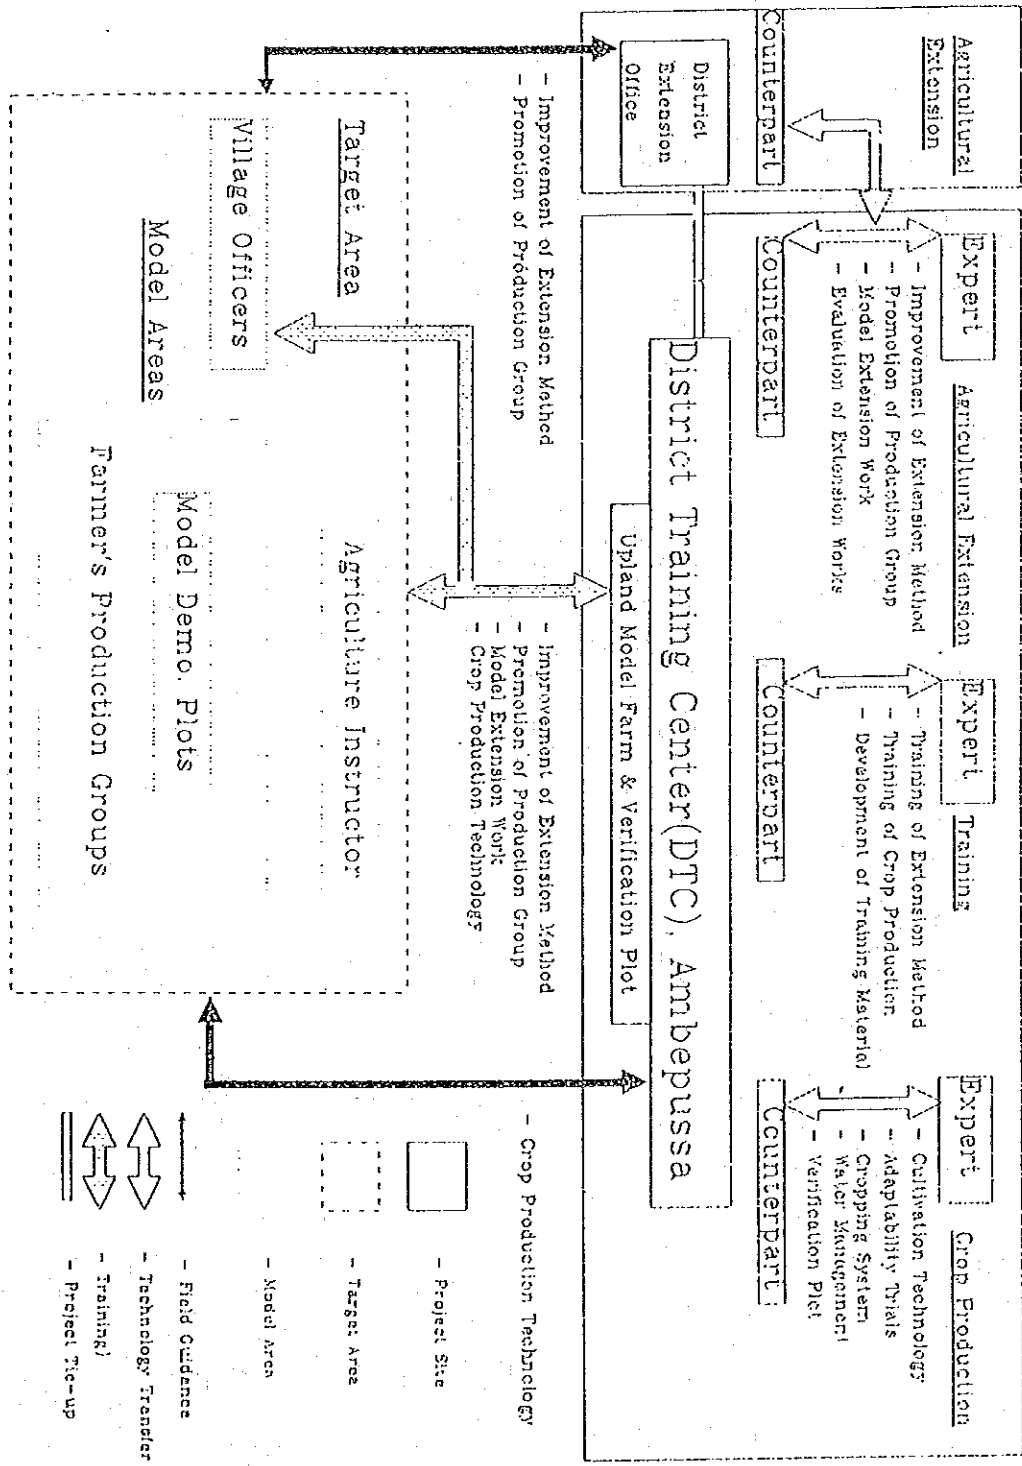 Agricultural
Extension
Counterpart
District
Extension
Office
Expert
Agricultural Extension
- Improvement of Extension Method
- Promotion of Production Group
- Model Extension Work
- Evaluation of Extension Works
Counterpart
Expert
Training
- Training of Extension Method
- Training of Crop Production
- Development of Training Material
Counterpart
Expert
Crop Production
- Cultivation Technology
- Adaptability Trials
- Cropping System
- Water Management
- Verification Plot
Counterpart
District Training Center(DTC), Ambepussa
Upland Model Farm & Verification Plot
- Improvement of Extension Method
- Promotion of Production Group
- Improvement of Extension Method
- Promotion of Production Group
- Model Extension Work
- Crop Production Technology
- Crop Production Technology
Target Area
Agriculture Instructor
Village Officers
Model Demo. Plots
Model Areas
Farmer's Production Groups
- Project Site
- Target Area
- Model Area
- Field Guidance
- Technology Transfer
- Training)
- Project Tie-up